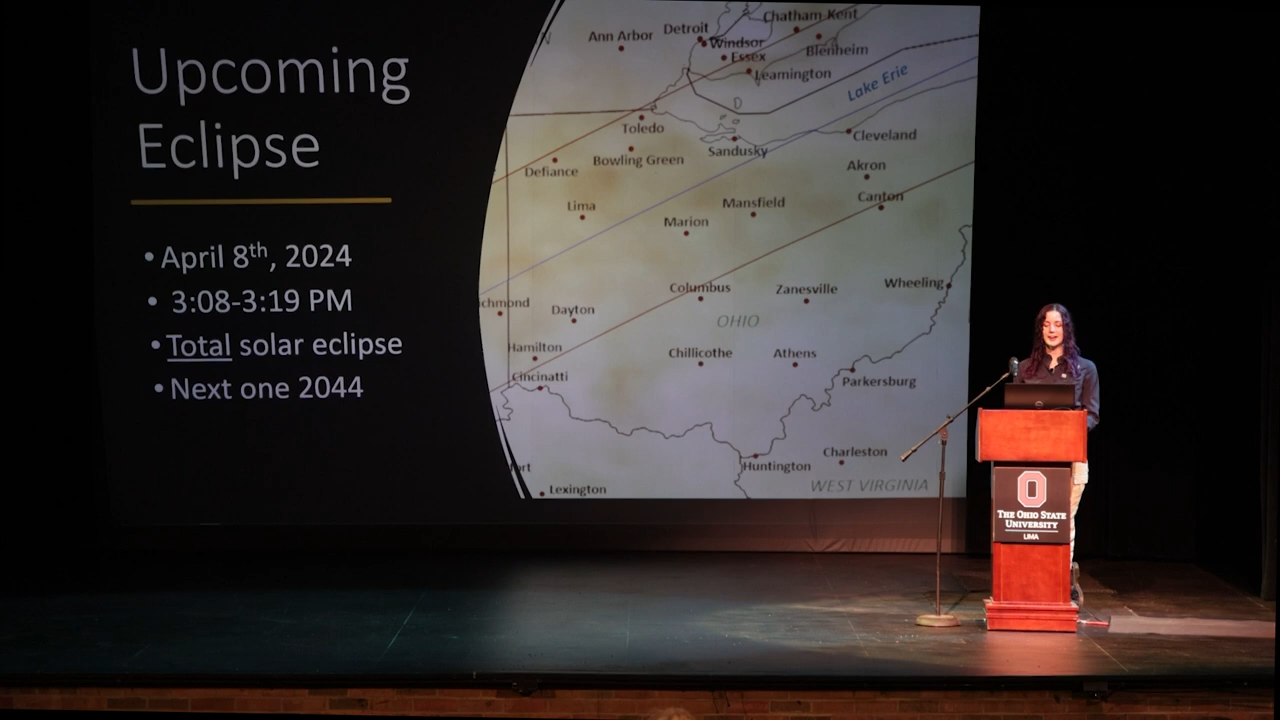 Upcoming
Eclipse
• April 8th, 2024
• 3:08-3:19 PM
• Total solar eclipse
• Next one 2044
Chatham Kent
Detroit
Ann Arbor
Windsor
Blenheim
Essex
Leamington
Lake Erie
Toledo
Cleveland
Sandusky
Bowling Green
Defiance
Akron
Canton
Lima
Mansfield
Marion
Wheeling
Columbus
Zanesville
chmond
Dayton
OHIO
Hamilton
Chillicothe
Athens
Cincinatti
Parkersburg
Charleston
Huntington
ort
WEST VIRGINIA
Lexington
O
THE OHIO STATE
UNIVERSITY
LIMA